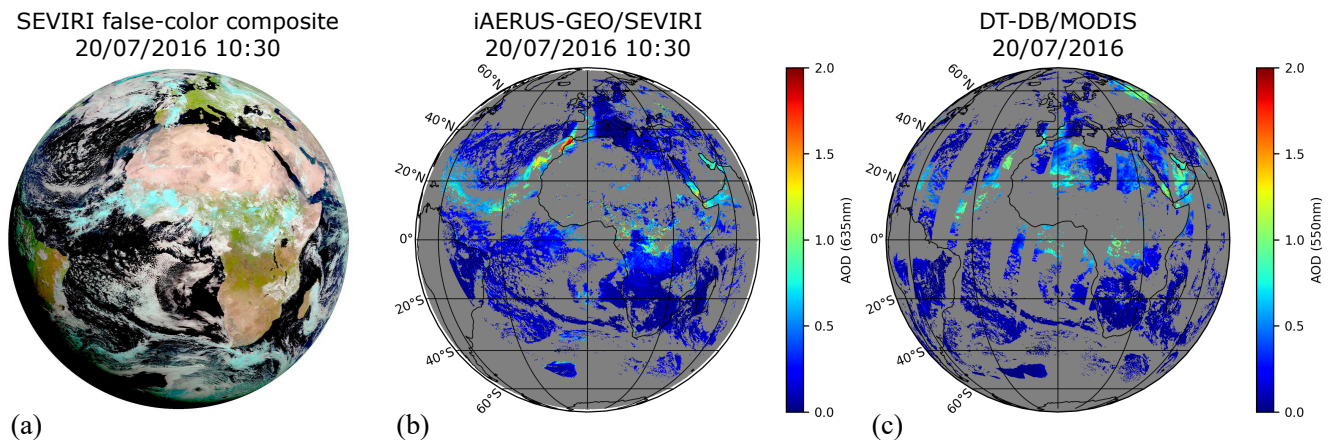 SEVIRI false-color composite
20/07/2016 10:30
iAERUS-GEO/SEVIRI
20/07/2016 10:30
DT-DB/MODIS
20/07/2016
60°N
40°N
20°N
0°
20°S
40°S
60°S
2.0
1.5
1.0
0.5
0.0
AOD (635nm)
60°N
40°N
20°N
0°
20°S
40°S
60°S
2.0
1.5
1.0
0.5
0.0
AOD (550nm)
(a)
(b)
(c)